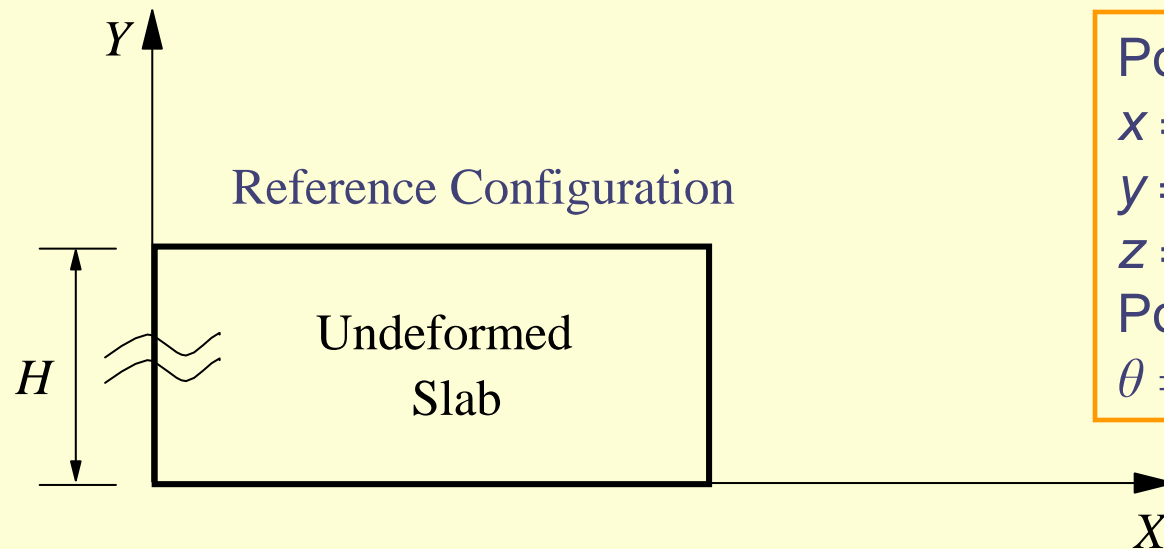 Y
Reference Configuration
Undeformed
Slab
H
X
x =
y =
z =
θ =